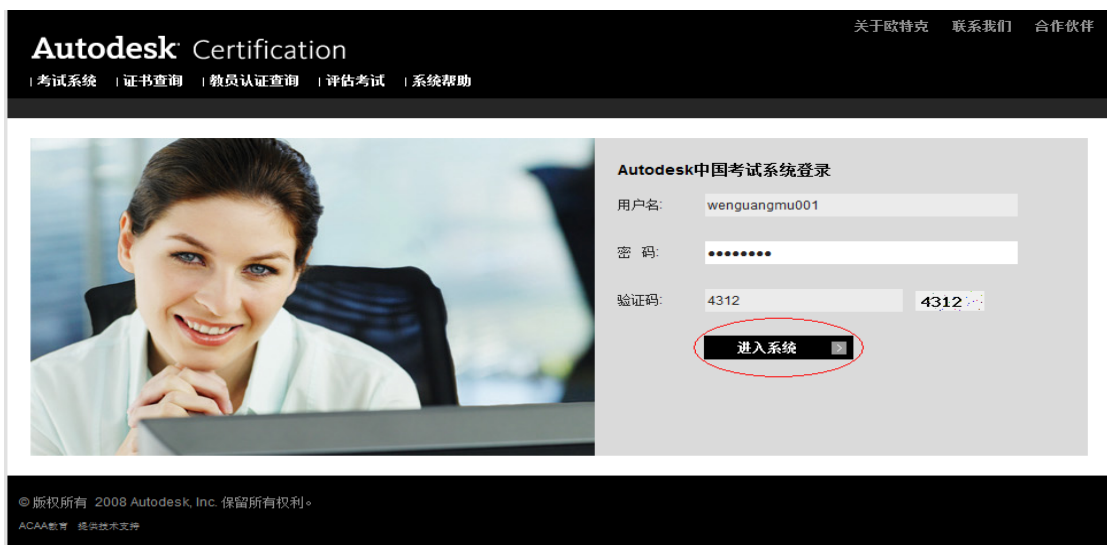 关于欧特克 联系我们 合作伙伴
Autodesk Certification
| 考试系统 | 证书查询 | 教员认证查询 | 评估考试 | 系统帮助
Autodesk中国考试系统登录
用户名: wenguangmu001
密 码: ••••••••
验证码: 4312 4312
进入系统
© 版权所有 2008 Autodesk, Inc. 保留所有权利。
ACAA教育 提供技术支持